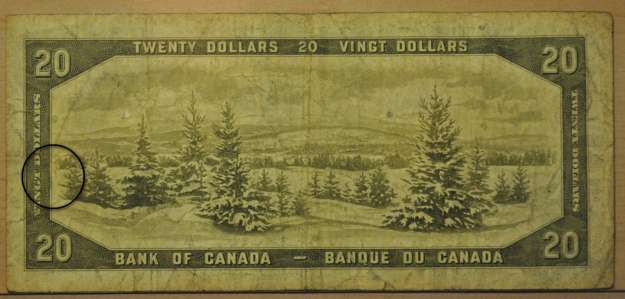 TWENTY DOLLARS 20 VINGT DOLLARS
20
20
VINGT DOLLARS
TWENTY DOLLARS
20
20
BANK OF CANADA — BANQUE DU CANADA